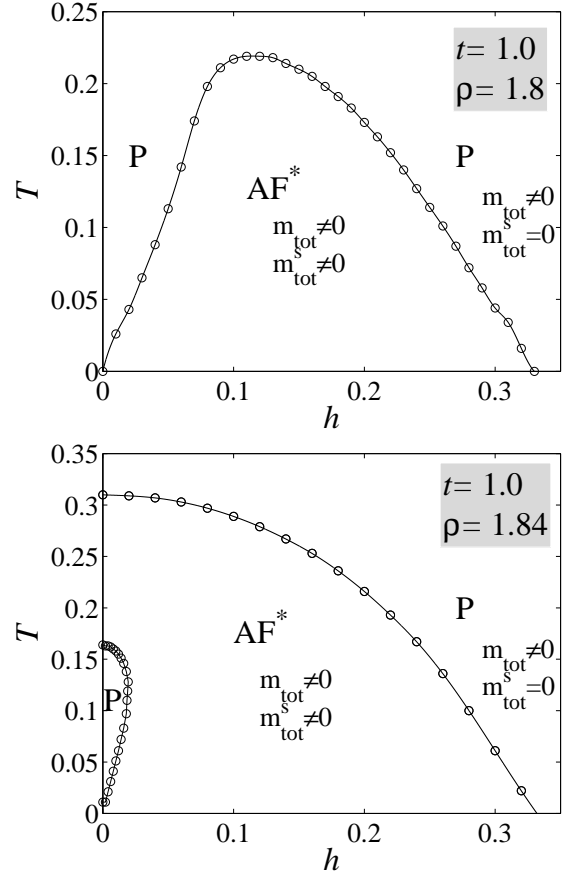 0.25
0.2
0.15
0.1
0.05
0
T
t= 1.0
ρ= 1.8
P
P
AF*
m_tot≠0
m^s_tot≠0
m_tot≠0
m^s_tot=0
0
0.1
0.2
0.3
h
0.35
0.3
0.25
0.2
0.15
0.1
0.05
0
T
t= 1.0
ρ= 1.84
P
AF*
P
m_tot≠0
m^s_tot≠0
m_tot≠0
m^s_tot=0
0
0.1
0.2
0.3
h